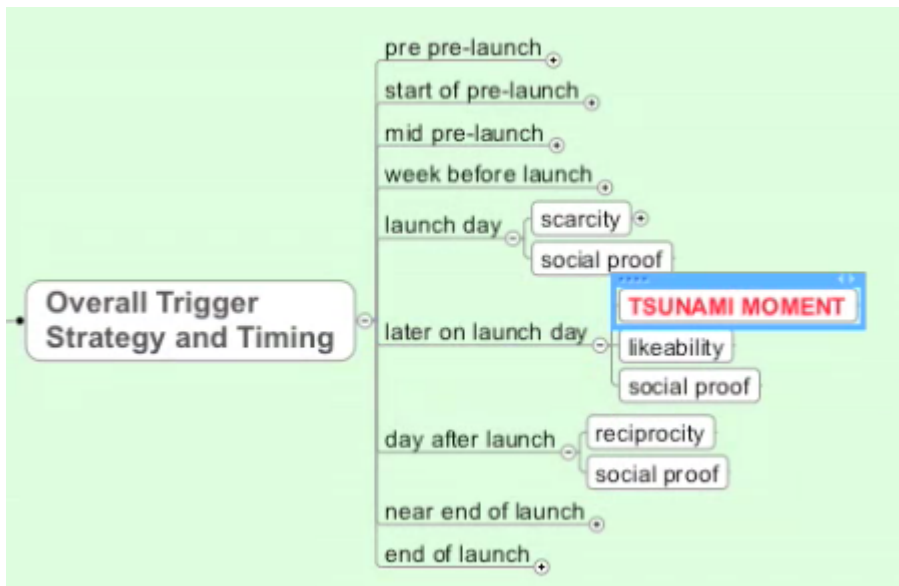 pre pre-launch
start of pre-launch
mid pre-launch
week before launch
launch day
scarcity
social proof
Overall Trigger
Strategy and Timing
later on launch day
TSUNAMI MOMENT
likeability
social proof
day after launch
reciprocity
social proof
near end of launch
end of launch